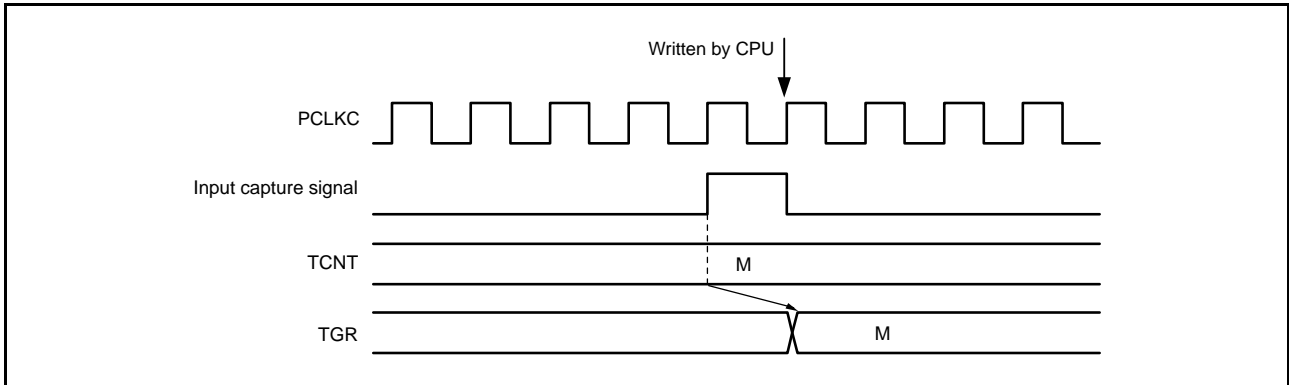 Written by CPU
PCLKC
Input capture signal
TCNT
M
TGR
M